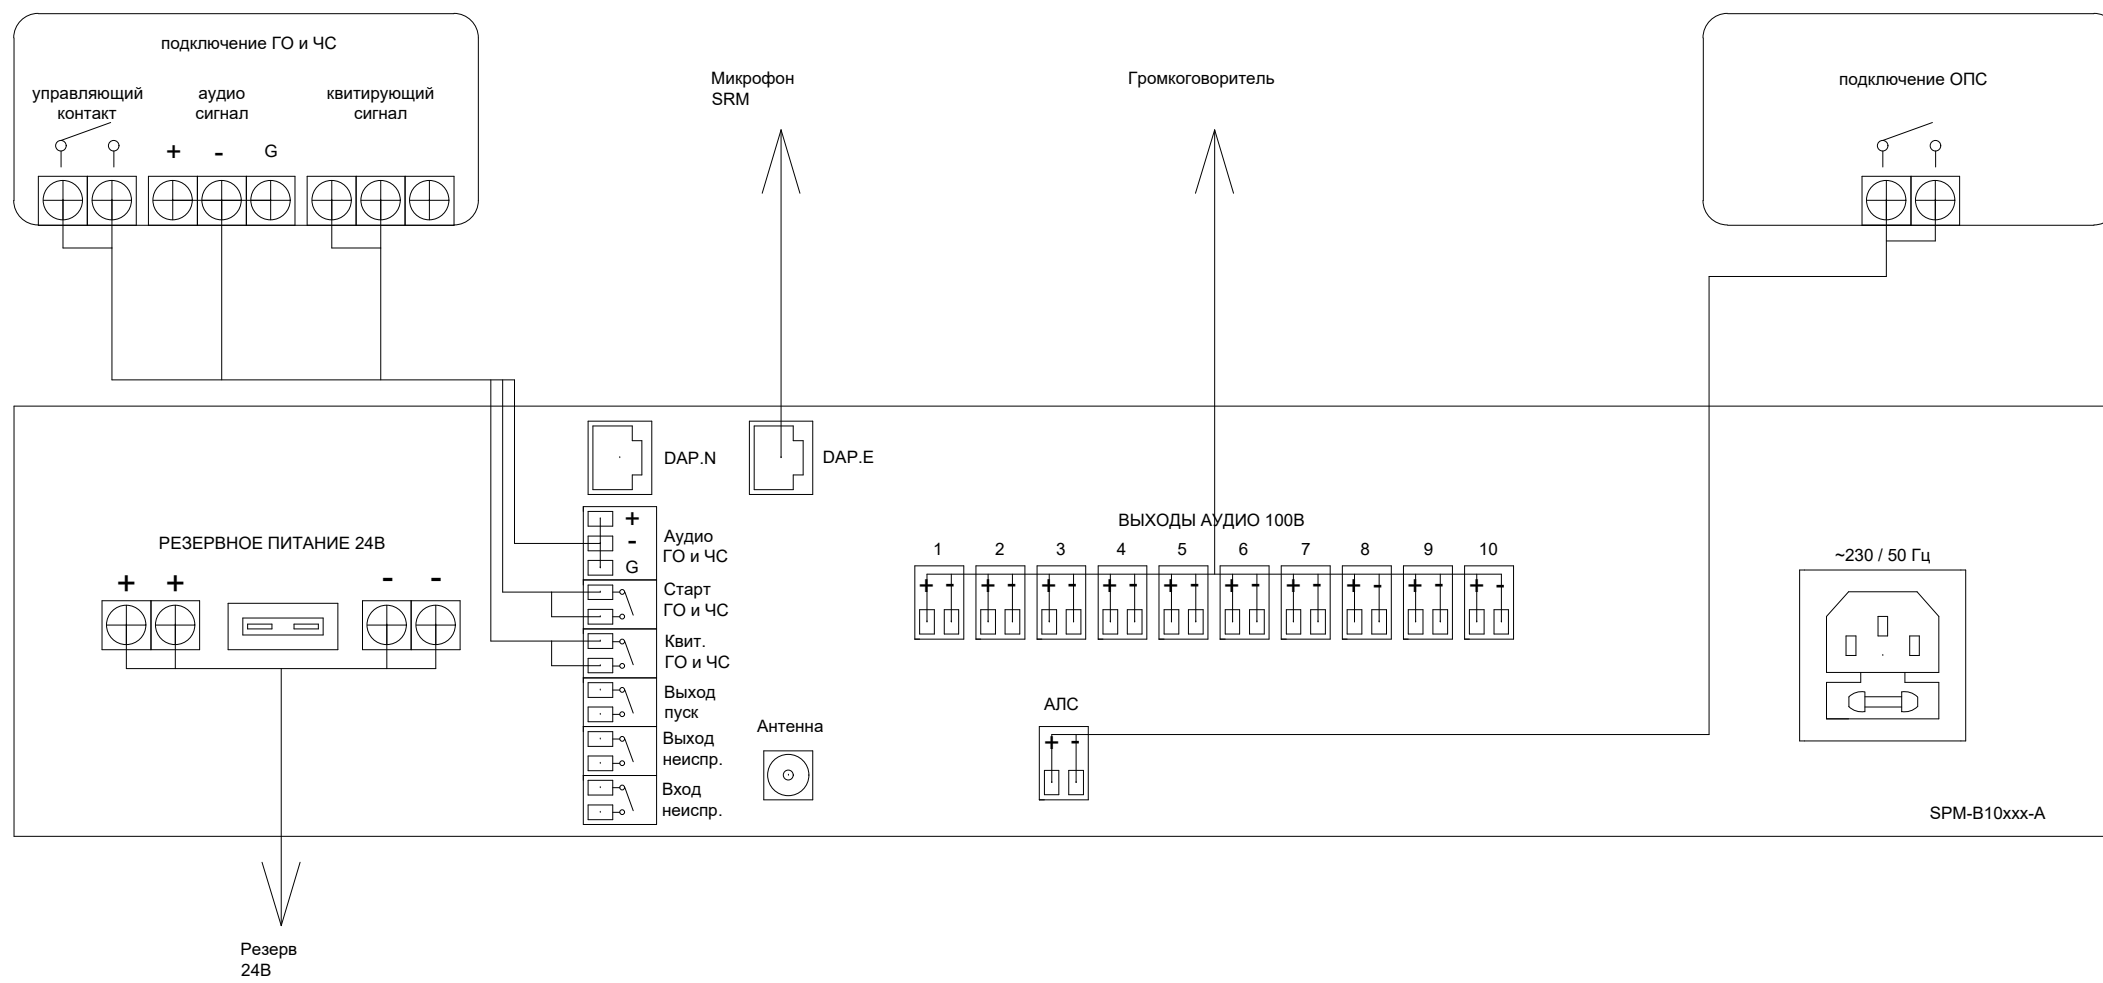 подключение ГО и ЧС
управляющий
контакт
аудио
сигнал
квитирующий
сигнал
+ - G
Микрофон
SRM
Громкоговоритель
подключение ОПС
DAP.N
DAP.E
РЕЗЕРВНОЕ ПИТАНИЕ 24В
+ + - -
+
-
G
Аудио
ГО и ЧС
Старт
ГО и ЧС
Квит.
ГО и ЧС
Выход
пуск
Выход
неиспр.
Вход
неиспр.
Антенна
ВЫХОДЫ АУДИО 100В
1 2 3 4 5 6 7 8 9 10
+ - + - + - + - + - + - + - + - + - + -
АЛС
+ -
~230 / 50 Гц
SPM-B10xxx-A
Резерв
24В